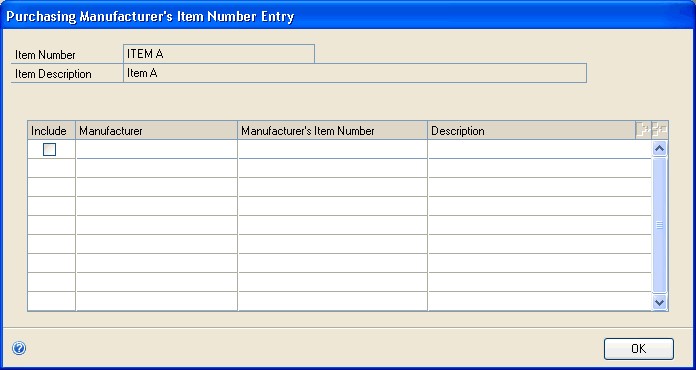 Purchasing Manufacturer's Item Number Entry
Item Number ITEM A
Item Description Item A
Include Manufacturer Manufacturer's Item Number Description
OK